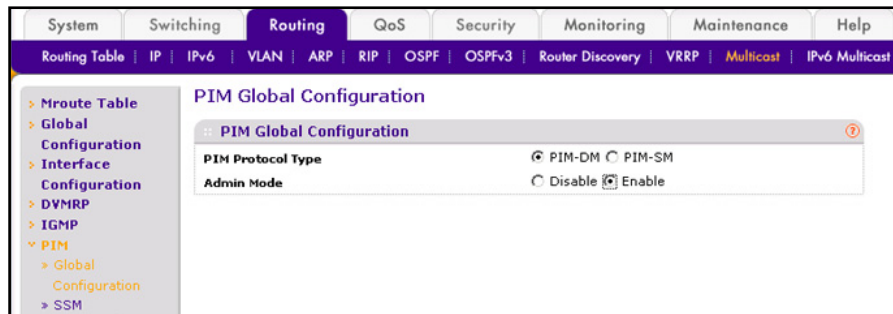 System Switching Routing QoS Security Monitoring Maintenance Help
Routing Table IP IPv6 VLAN ARP RIP OSPF OSPFv3 Router Discovery VRRP Multicast IPv6 Multicast
Mroute Table
Global
Configuration
Interface
Configuration
DVMRP
IGMP
PIM
Global
Configuration
SSM
PIM Global Configuration
PIM Global Configuration
PIM Protocol Type PIM-DM PIM-SM
Admin Mode Disable Enable